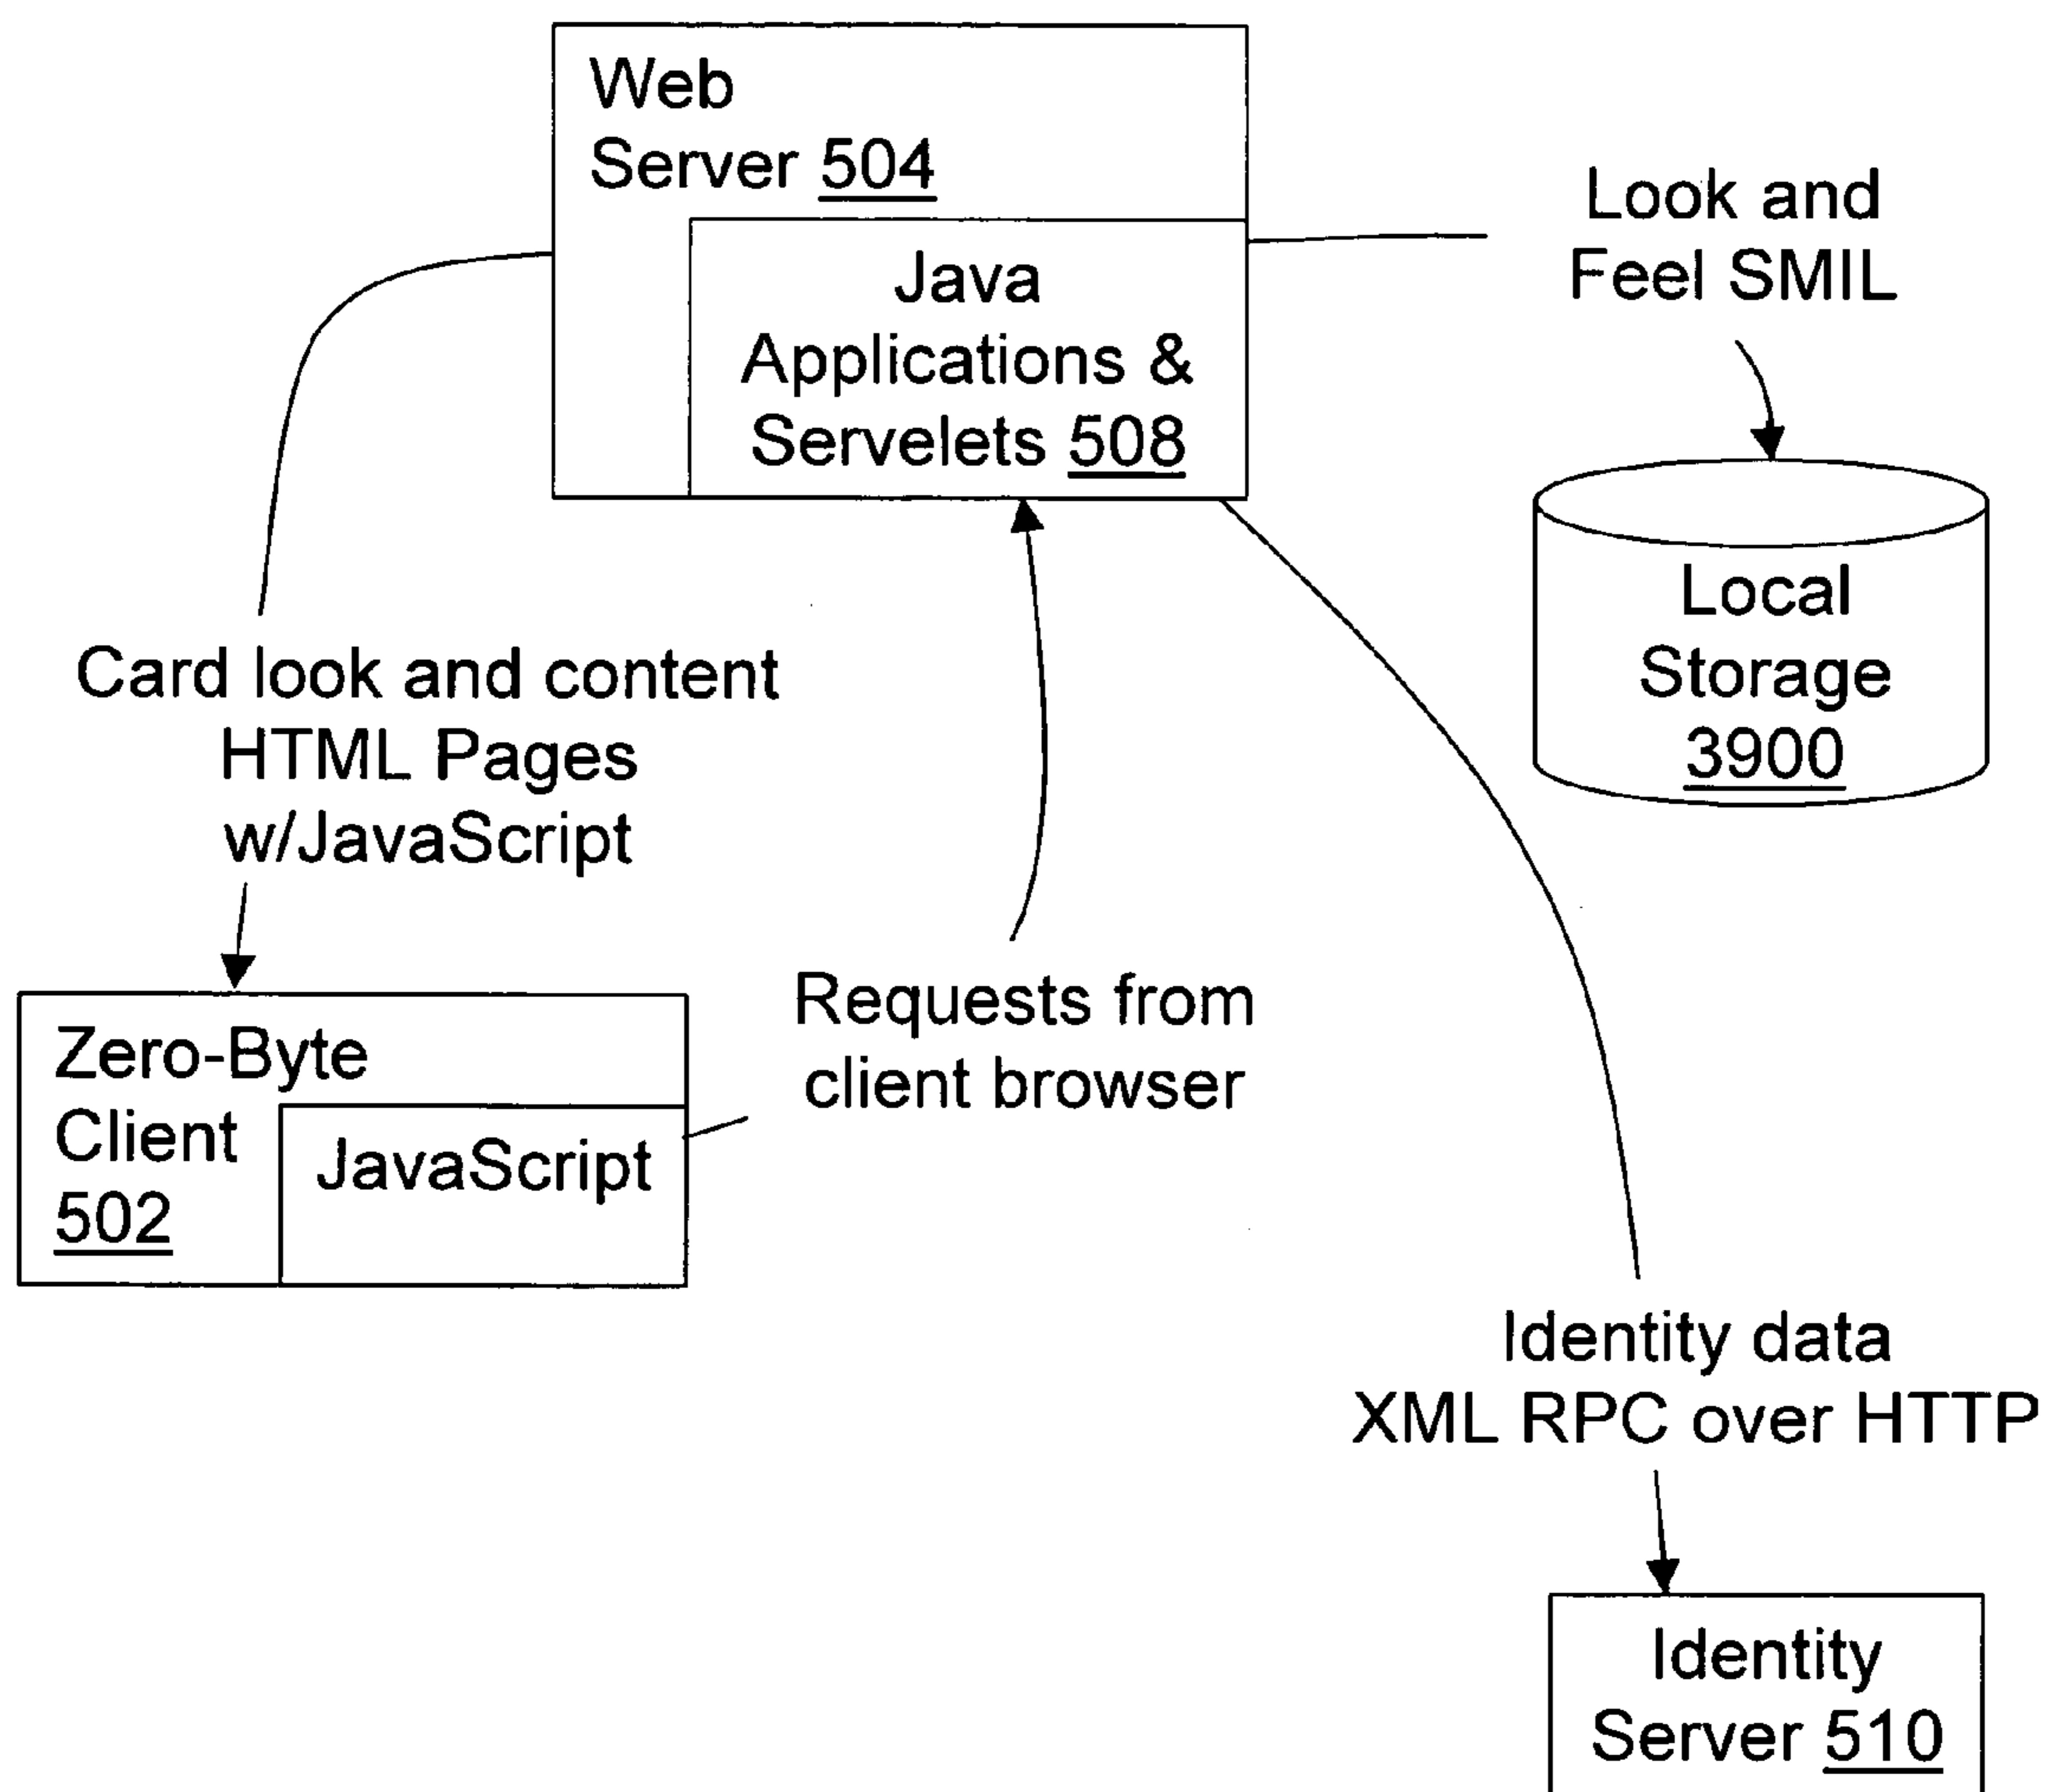 Web
Server 504
Java
Applications &
Servelets 508
Look and
Feel SMIL
Local
Storage
3900
Card look and content
HTML Pages
w/JavaScript
Zero-Byte
Client
502
JavaScript
Requests from
client browser
Identity data
XML RPC over HTTP
Identity
Server 510